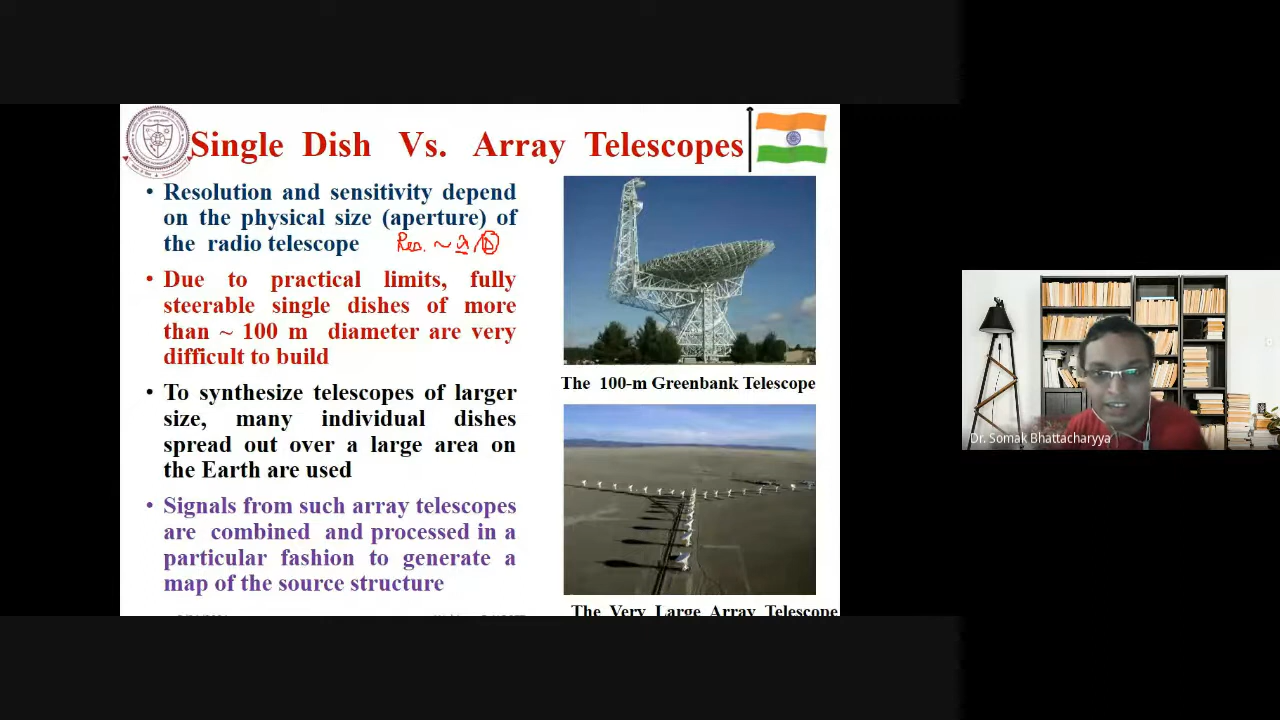 Single Dish Vs. Array Telescopes
• Resolution and sensitivity depend
on the physical size (aperture) of
the radio telescope
Res. ~ λ/D
• Due to practical limits, fully
steerable single dishes of more
than ~ 100 m diameter are very
difficult to build
• To synthesize telescopes of larger
size, many individual dishes
spread out over a large area on
the Earth are used
• Signals from such array telescopes
are combined and processed in a
particular fashion to generate a
map of the source structure
The 100-m Greenbank Telescope
The Very Large Array Telescope
Dr. Somak Bhattacharyya